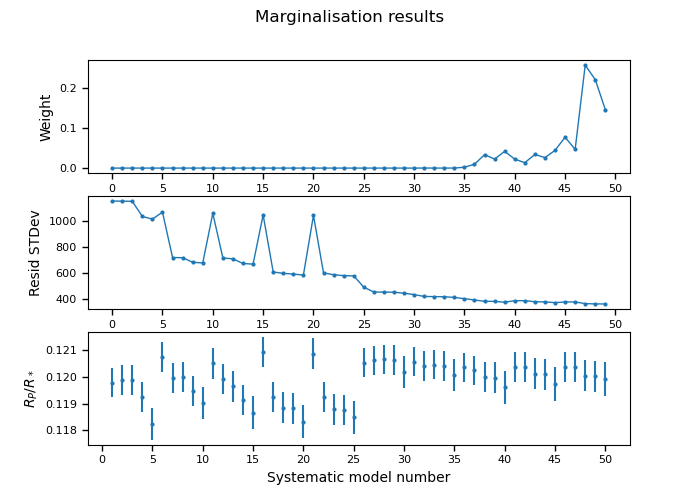 Marginalisation results
Weight
0.2
0.1
0.0
0 5 10 15 20 25 30 35 40 45 50
Resid STDev
1000
800
600
400
0 5 10 15 20 25 30 35 40 45 50
R_P/R_*
0.121
0.120
0.119
0.118
0 5 10 15 20 25 30 35 40 45 50
Systematic model number